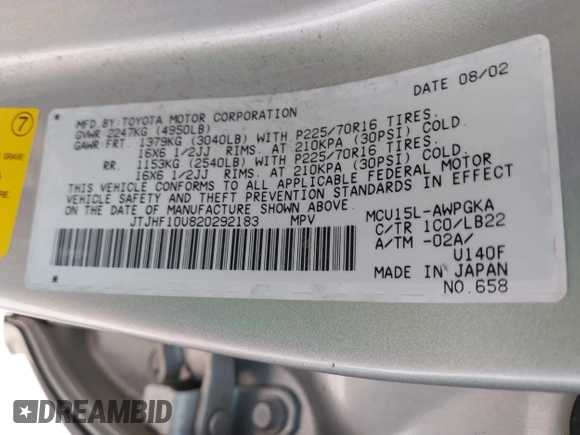 DATE 08/02
MFD.BY:TOYOTA MOTOR CORPORATION
GVWR:2247KG (4950LB)
GAWR:FRT. 1379KG (3040LB) WITH P225/70R16 TIRES,
16X6 1/2JJ RIMS, AT 210KPA (30PSI) COLD.
RR. 1153KG (2540LB) WITH P225/70R16 TIRES,
16X6 1/2JJ RIMS, AT 210KPA (30PSI) COLD.
THIS VEHICLE CONFORMS TO ALL APPLICABLE FEDERAL MOTOR
VEHICLE SAFETY AND THEFT PREVENTION STANDARDS IN EFFECT
ON THE DATE OF MANUFACTURE SHOWN ABOVE.
JTJHF10U820292183 MPV
MCU15L-AWPGKA
C/TR 1C0/LB22
A/TM -02A/
U140F
MADE IN JAPAN
NO.658
7
E GRAVE
DREAMBID